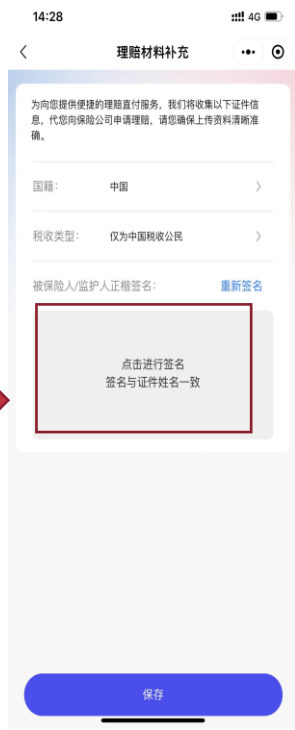 14:28
4G
理赔材料补充
为向您提供便捷的理赔直付服务，我们将收集以下证件信
息，代您向保险公司申请理赔，请您确保上传资料清晰准
确。
国籍： 中国
税收类型： 仅为中国税收公民
被保险人/监护人正楷签名： 重新签名
点击进行签名
签名与证件姓名一致
保存